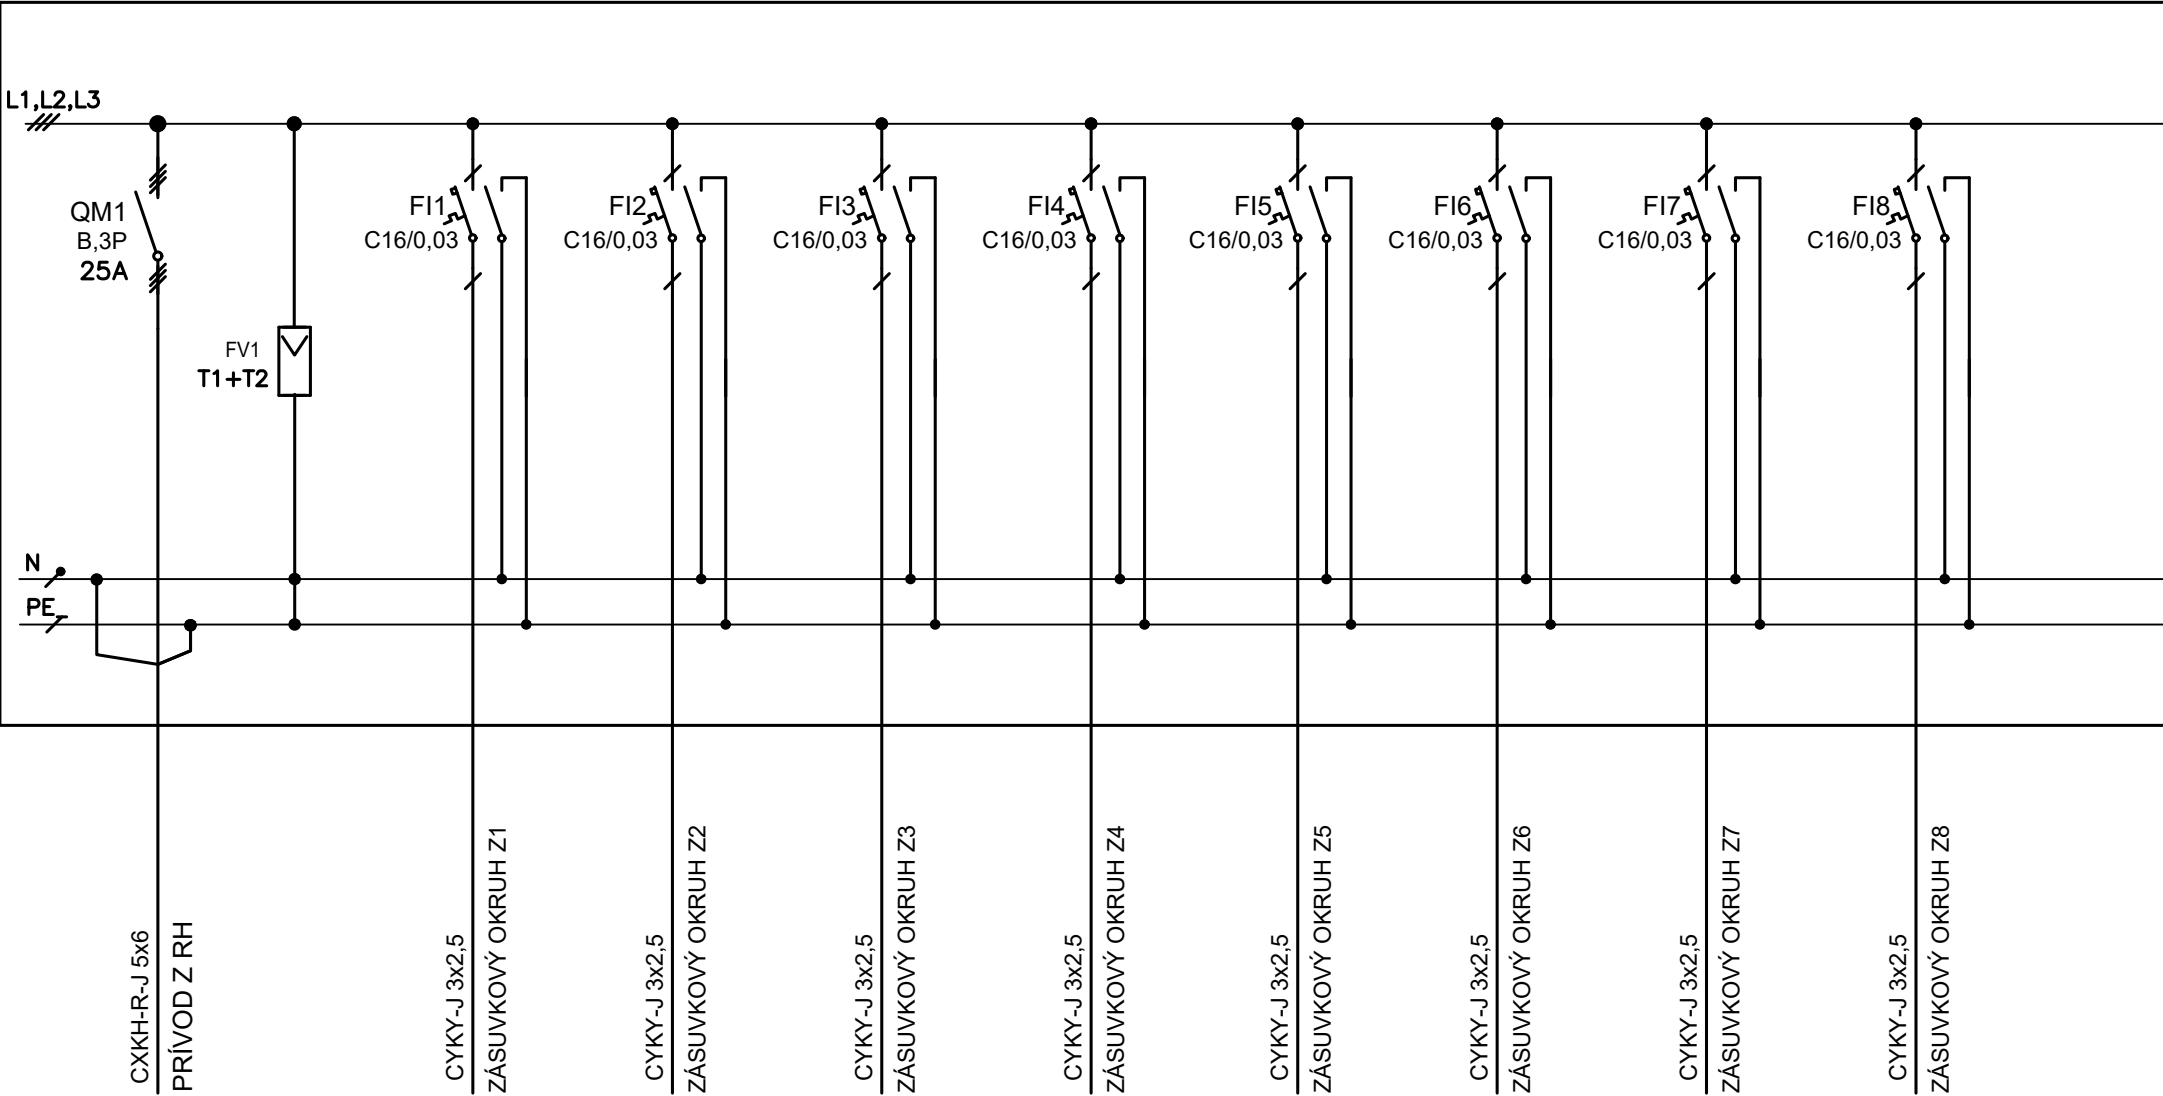 L1,L2,L3
QM1
B,3P
25A
FV1
T1+T2
FI1
C16/0,03
FI2
C16/0,03
FI3
C16/0,03
FI4
C16/0,03
FI5
C16/0,03
FI6
C16/0,03
FI7
C16/0,03
FI8
C16/0,03
N
PE
CXKH-R-J 5x6
PRÍVOD Z RH
CYKY-J 3x2,5
ZÁSUVKOVÝ OKRUH Z1
CYKY-J 3x2,5
ZÁSUVKOVÝ OKRUH Z2
CYKY-J 3x2,5
ZÁSUVKOVÝ OKRUH Z3
CYKY-J 3x2,5
ZÁSUVKOVÝ OKRUH Z4
CYKY-J 3x2,5
ZÁSUVKOVÝ OKRUH Z5
CYKY-J 3x2,5
ZÁSUVKOVÝ OKRUH Z6
CYKY-J 3x2,5
ZÁSUVKOVÝ OKRUH Z7
CYKY-J 3x2,5
ZÁSUVKOVÝ OKRUH Z8